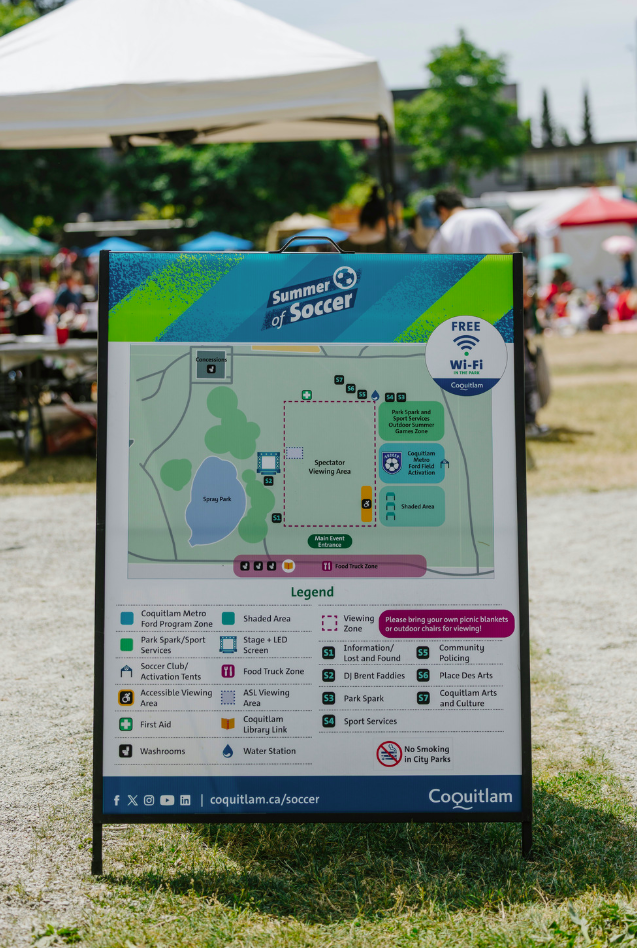 Summer
of Soccer
FREE
Wi-Fi
IN THE PARK
Coquitlam
Concessions
S7
S6
S5
S4 S3
Park Spark and
Sport Services
Outdoor Summer
Games Zone
Spectator
Viewing Area
Coquitlam
Metro
Ford Field
Activation
S2
Spray Park
Shaded Area
S1
Main Event
Entrance
Food Truck Zone
Legend
Coquitlam Metro
Ford Program Zone
Park Spark/Sport
Services
Soccer Club/
Activation Tents
Accessible Viewing
Area
First Aid
Washrooms
Shaded Area
Stage + LED
Screen
Food Truck Zone
ASL Viewing
Area
Coquitlam
Library Link
Water Station
Viewing
Zone
Please bring your own picnic blankets
or outdoor chairs for viewing!
S1 Information/
Lost and Found
S2 DJ Brent Faddies
S3 Park Spark
S4 Sport Services
S5 Community
Policing
S6 Place Des Arts
S7 Coquitlam Arts
and Culture
No Smoking
in City Parks
coquitlam.ca/soccer
Coquitlam